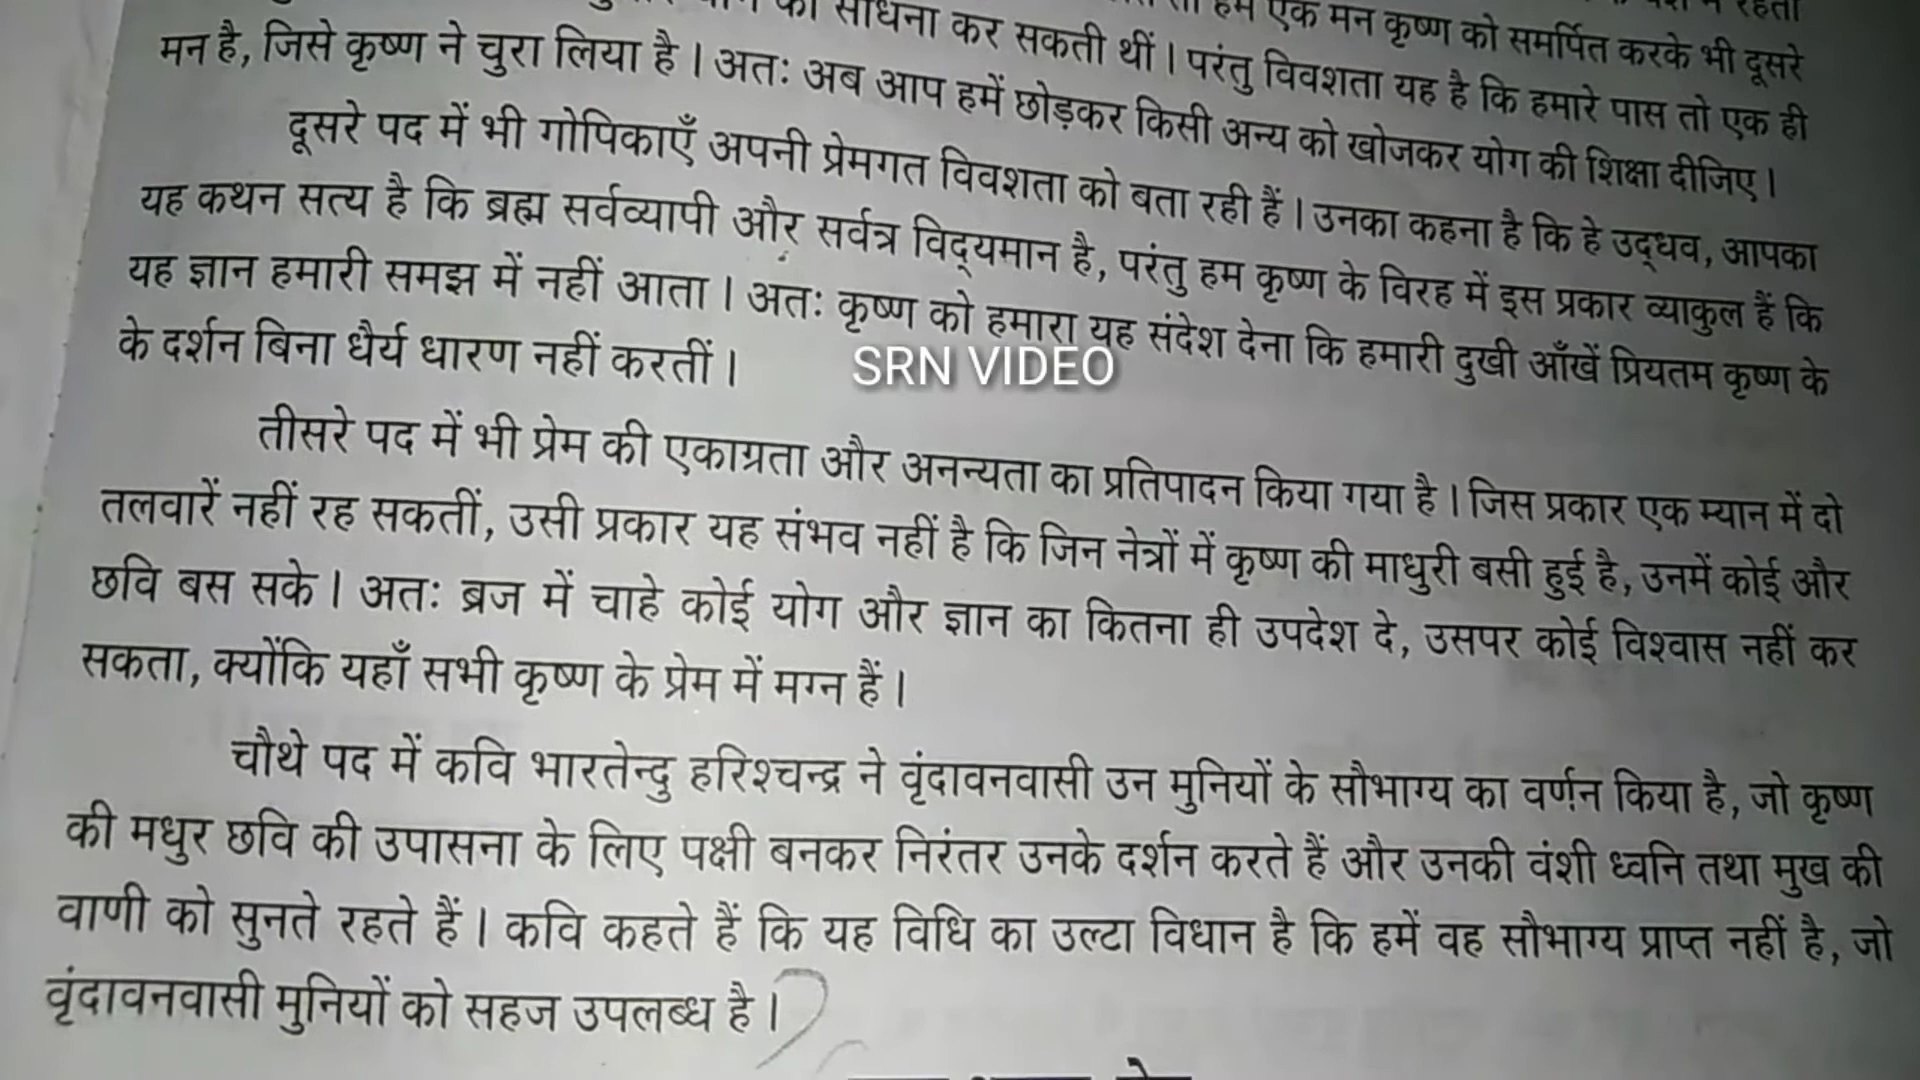 की साधना कर सकती थीं। परंतु विवशता यह है कि हमारे पास तो एक ही
हम एक मन कृष्ण को समर्पित करके भी दूसरे
मन है, जिसे कृष्ण ने चुरा लिया है। अतः अब आप हमें छोड़कर किसी अन्य को खोजकर योग की शिक्षा दीजिए।
दूसरे पद में भी गोपिकाएँ अपनी प्रेमगत विवशता को बता रही हैं। उनका कहना है कि हे उद्धव, आपका
यह कथन सत्य है कि ब्रह्म सर्वव्यापी और सर्वत्र विद्यमान है, परंतु हम कृष्ण के विरह में इस प्रकार व्याकुल हैं कि
यह ज्ञान हमारी समझ में नहीं आता। अतः कृष्ण को हमारा यह संदेश देना कि हमारी दुखी आँखें प्रियतम कृष्ण के
के दर्शन बिना धैर्य धारण नहीं करतीं।
SRN VIDEO
तीसरे पद में भी प्रेम की एकाग्रता और अनन्यता का प्रतिपादन किया गया है। जिस प्रकार एक म्यान में दो
तलवारें नहीं रह सकतीं, उसी प्रकार यह संभव नहीं है कि जिन नेत्रों में कृष्ण की माधुरी बसी हुई है, उनमें कोई और
छवि बस सके। अतः ब्रज में चाहे कोई योग और ज्ञान का कितना ही उपदेश दे, उसपर कोई विश्वास नहीं कर
सकता, क्योंकि यहाँ सभी कृष्ण के प्रेम में मग्न हैं।
चौथे पद में कवि भारतेन्दु हरिश्चन्द्र ने वृंदावनवासी उन मुनियों के सौभाग्य का वर्णन किया है, जो कृष्ण
की मधुर छवि की उपासना के लिए पक्षी बनकर निरंतर उनके दर्शन करते हैं और उनकी वंशी ध्वनि तथा मुख की
वाणी को सुनते रहते हैं। कवि कहते हैं कि यह विधि का उल्टा विधान है कि हमें वह सौभाग्य प्राप्त नहीं है, जो
वृंदावनवासी मुनियों को सहज उपलब्ध है।